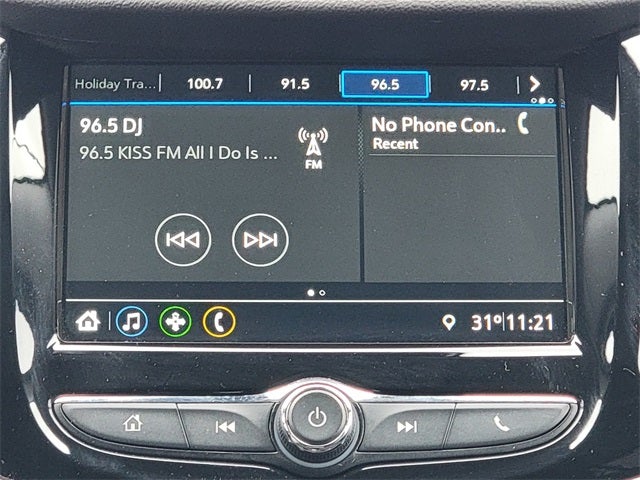 Holiday Tra... 100.7 91.5 96.5 97.5
96.5 DJ
96.5 KISS FM All I Do Is ...
FM
No Phone Con..
Recent
31° 11:21